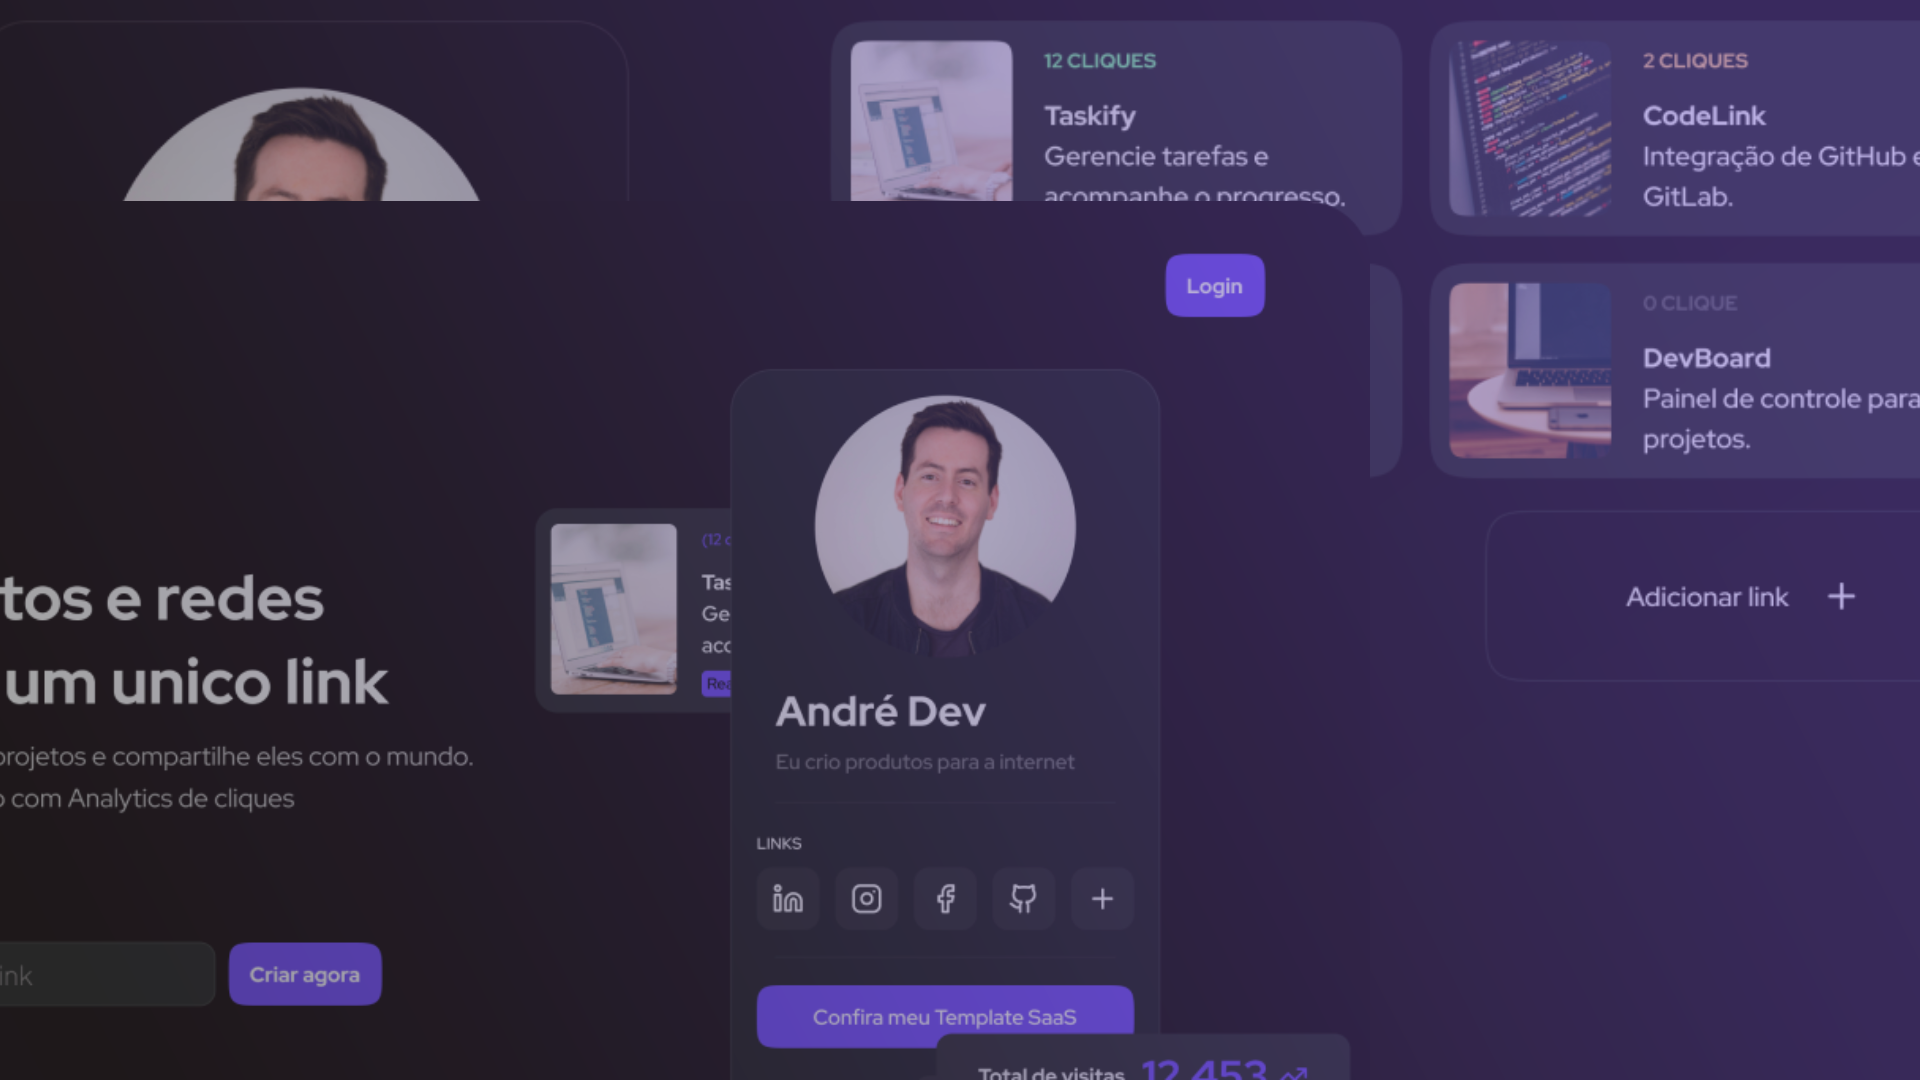 12 CLIQUES
Taskify
Gerencie tarefas e
acompanhe o progresso.
2 CLIQUES
CodeLink
Integração de GitHub e
GitLab.
Login
0 CLIQUE
DevBoard
Painel de controle para
projetos.
Adicionar link
tos e redes
um unico link
projetos e compartilhe eles com o mundo.
o com Analytics de cliques
ink
Criar agora
(12 c
Tas
Ge
acc
Rea
André Dev
Eu crio produtos para a internet
LINKS
Confira meu Template SaaS
Total de visitas 12.453